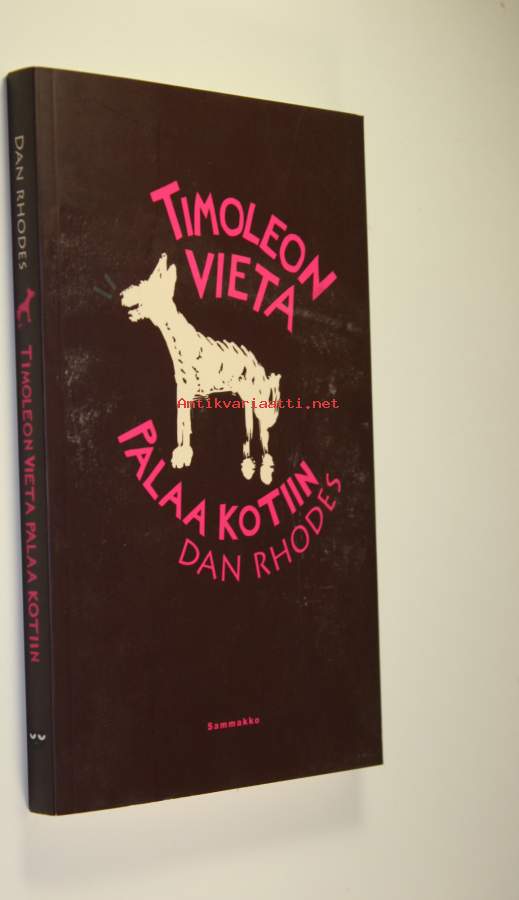 DAN RHODES
TIMOLEON VIETA PALAA KOTIIN
TIMOLEON
VIETA
Antikvariaatti.net
PALAA KOTIIN
DAN RHODES
Sammakko